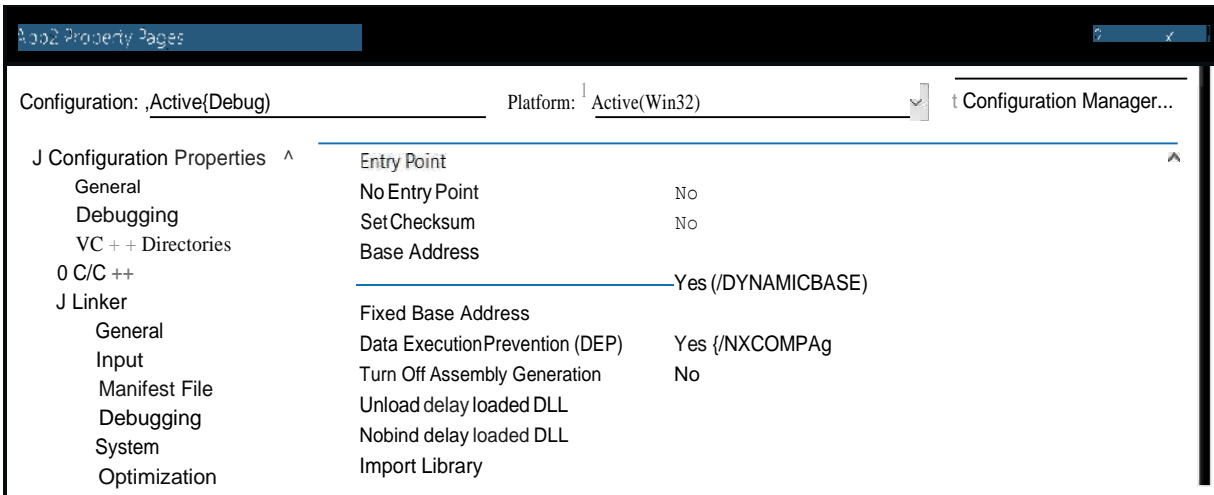 App2 Property Pages ? x
Configuration: ,Active{Debug) Platform: Active(Win32) t Configuration Manager...
J Configuration Properties ^
General
Debugging
VC + + Directories
0 C/C ++
J Linker
General
Input
Manifest File
Debugging
System
Optimization
Entry Point
No Entry Point No
Set Checksum No
Base Address
Yes (/DYNAMICBASE)
Fixed Base Address
Data Execution Prevention (DEP) Yes {/NXCOMPAg
Turn Off Assembly Generation No
Unload delay loaded DLL
Nobind delay loaded DLL
Import Library